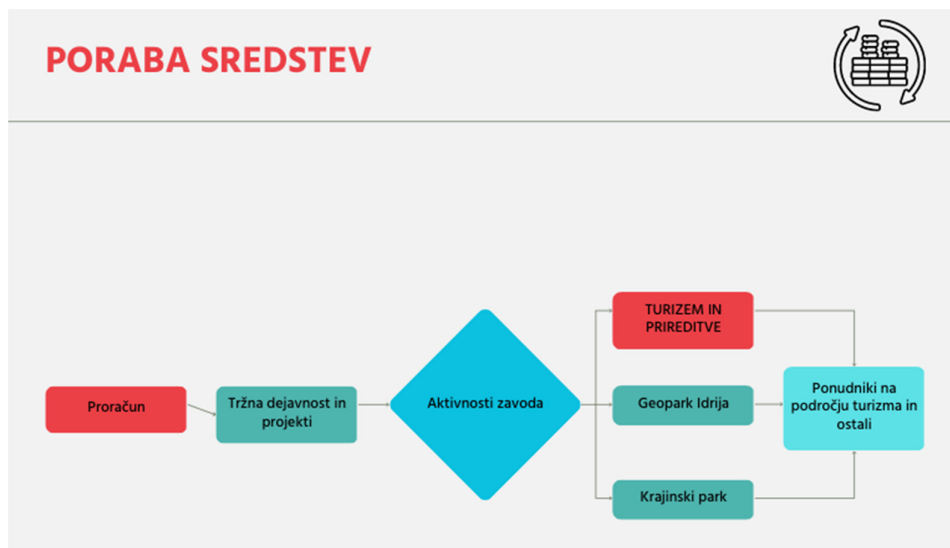 PORABA SREDSTEV
Proračun
Tržna dejavnost in
projekti
Aktivnosti zavoda
TURIZEM IN
PRIREDITVE
Geopark Idrija
Krajinski park
Ponudniki na
področju turizma in
ostali